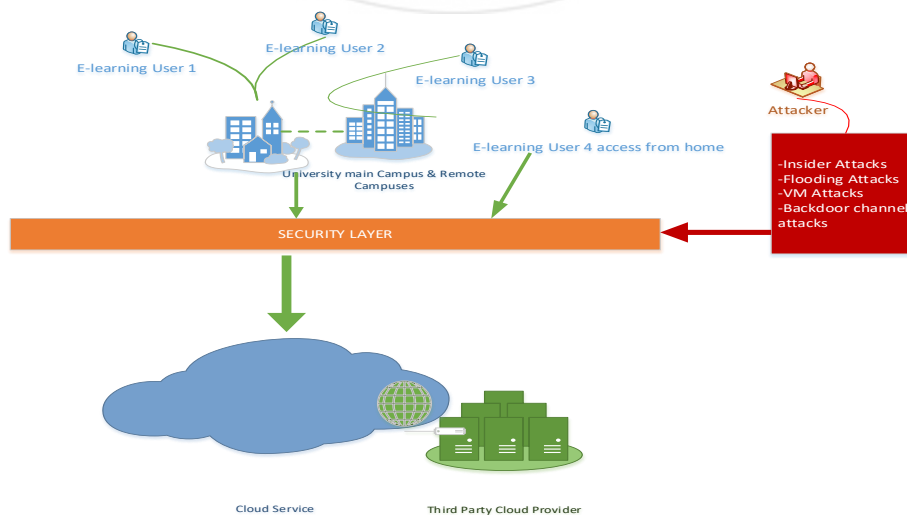 E-learning User 2
E-learning User 1
E-learning User 3
Attacker
E-learning User 4 access from home
University main Campus & Remote
Campuses
-Insider Attacks
-Flooding Attacks
-VM Attacks
-Backdoor channel
attacks
SECURITY LAYER
Cloud Service
Third Party Cloud Provider